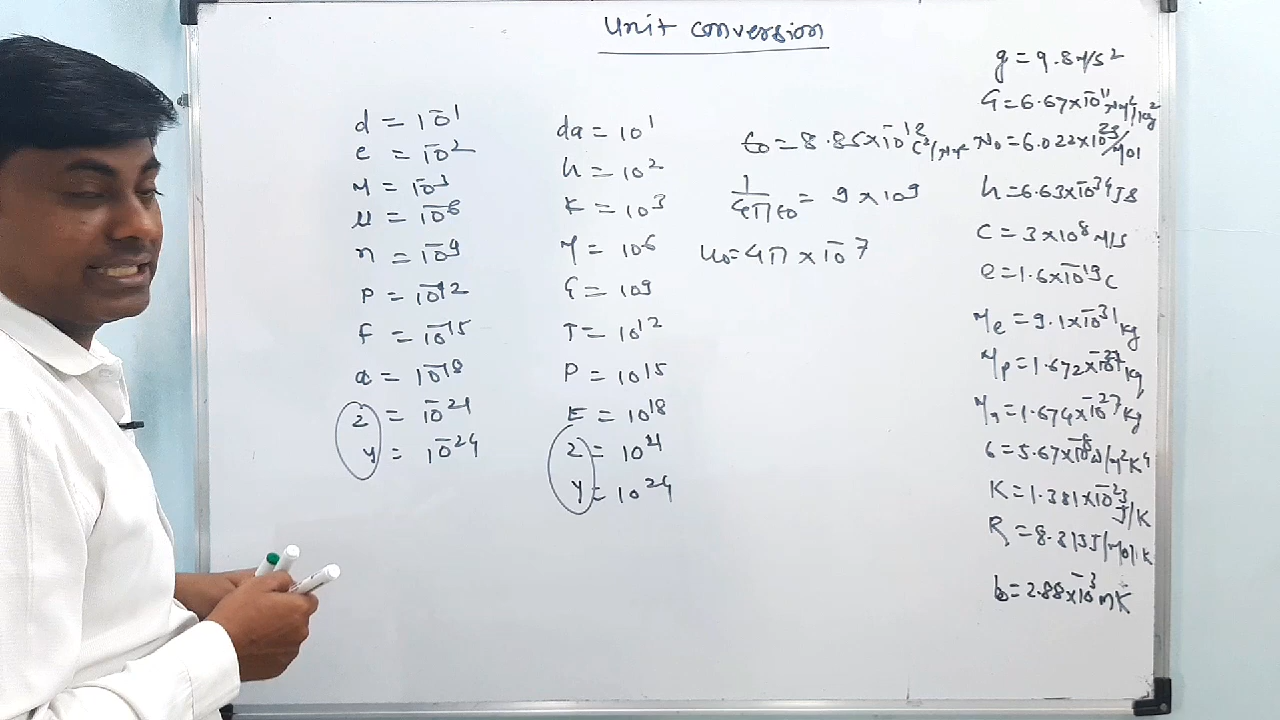 Unit conversion
d = 10⁻¹
c = 10⁻²
m = 10⁻³
μ = 10⁻⁶
n = 10⁻⁹
p = 10⁻¹²
f = 10⁻¹⁵
a = 10⁻¹⁸
z = 10⁻²¹
y = 10⁻²⁴
da = 10¹
h = 10²
K = 10³
M = 10⁶
G = 10⁹
T = 10¹²
P = 10¹⁵
E = 10¹⁸
Z = 10²¹
Y = 10²⁴
ε₀ = 8.85×10⁻¹² C²/Nm²
1/4πε₀ = 9 × 10⁹
μ₀ = 4π × 10⁻⁷
g = 9.8 m/s²
G = 6.67×10⁻¹¹ Nm²/kg²
N₀ = 6.022×10²³/mol
h = 6.63×10⁻³⁴ JS
C = 3×10⁸ m/s
e = 1.6×10⁻¹⁹ C
Me = 9.1×10⁻³¹ kg
Mp = 1.672×10⁻²⁷ kg
Mn = 1.674×10⁻²⁷ Kg
σ = 5.67×10⁻⁸ W/m²K⁴
K = 1.381×10⁻²³ J/K
R = 8.313 J/mol.K
b = 2.88×10⁻³ mK